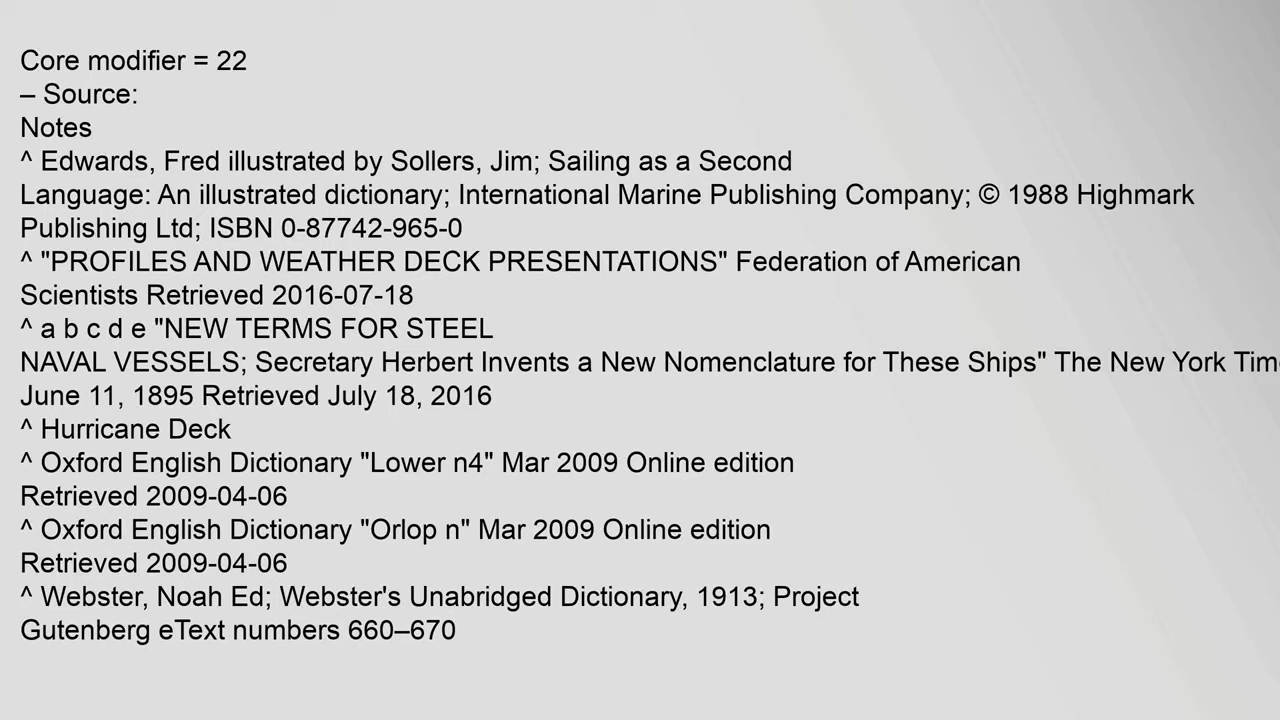 Core modifier = 22
– Source:
Notes
^ Edwards, Fred illustrated by Sollers, Jim; Sailing as a Second
Language: An illustrated dictionary; International Marine Publishing Company; © 1988 Highmark
Publishing Ltd; ISBN 0-87742-965-0
^ "PROFILES AND WEATHER DECK PRESENTATIONS" Federation of American
Scientists Retrieved 2016-07-18
^ a b c d e "NEW TERMS FOR STEEL
NAVAL VESSELS; Secretary Herbert Invents a New Nomenclature for These Ships" The New York
June 11, 1895 Retrieved July 18, 2016
^ Hurricane Deck
^ Oxford English Dictionary "Lower n4" Mar 2009 Online edition
Retrieved 2009-04-06
^ Oxford English Dictionary "Orlop n" Mar 2009 Online edition
Retrieved 2009-04-06
^ Webster, Noah Ed; Webster's Unabridged Dictionary, 1913; Project
Gutenberg eText numbers 660–670